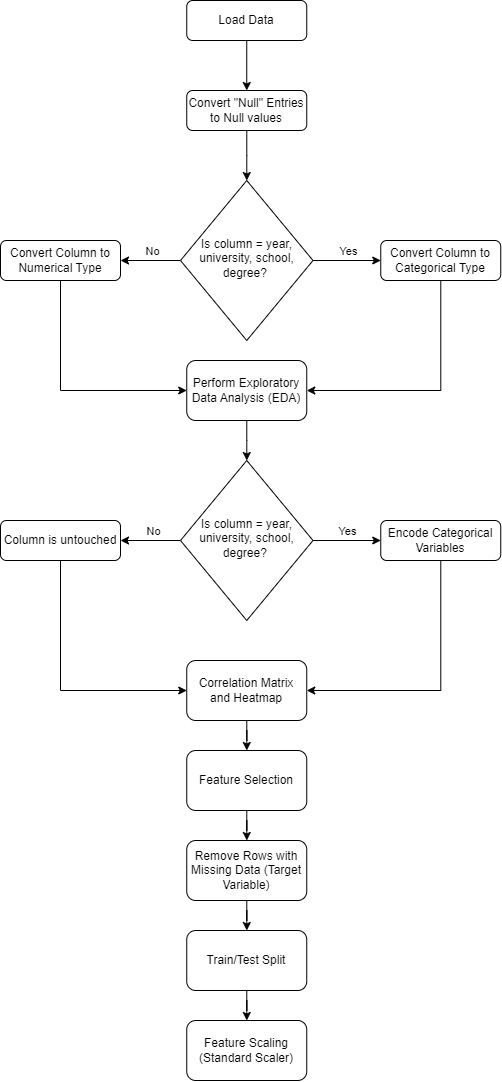 Load Data
Convert "Null" Entries
to Null values
Is column = year,
university, school,
degree?
No
Yes
Convert Column to
Numerical Type
Convert Column to
Categorical Type
Perform Exploratory
Data Analysis (EDA)
Is column = year,
university, school,
degree?
No
Yes
Column is untouched
Encode Categorical
Variables
Correlation Matrix
and Heatmap
Feature Selection
Remove Rows with
Missing Data (Target
Variable)
Train/Test Split
Feature Scaling
(Standard Scaler)